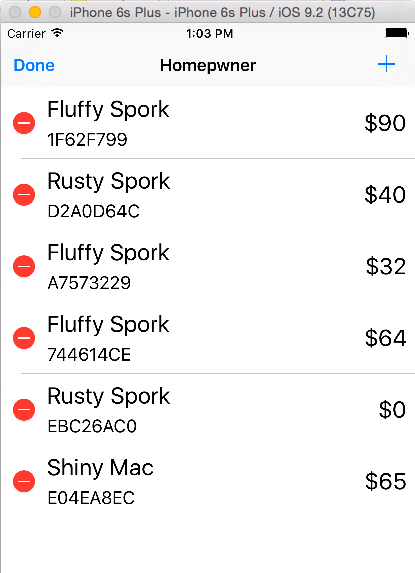 iPhone 6s Plus - iPhone 6s Plus / iOS 9.2 (13C75)
Carrier 1:03 PM
Done Homepwner +
Fluffy Spork $90
1F62F799
Rusty Spork $40
D2A0D64C
Fluffy Spork $32
A7573229
Fluffy Spork $64
744614CE
Rusty Spork $0
EBC26AC0
Shiny Mac $65
E04EA8EC